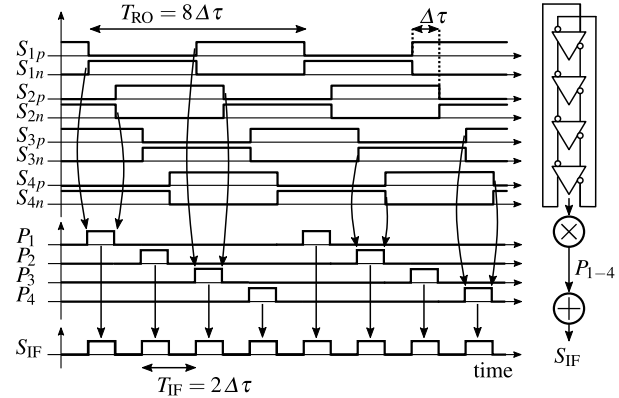 T_RO = 8Δτ
Δτ
S_1p
S_1n
S_2p
S_2n
S_3p
S_3n
S_4p
S_4n
P_1
P_2
P_3
P_4
P_1−4
S_IF
time
T_IF = 2Δτ
S_IF